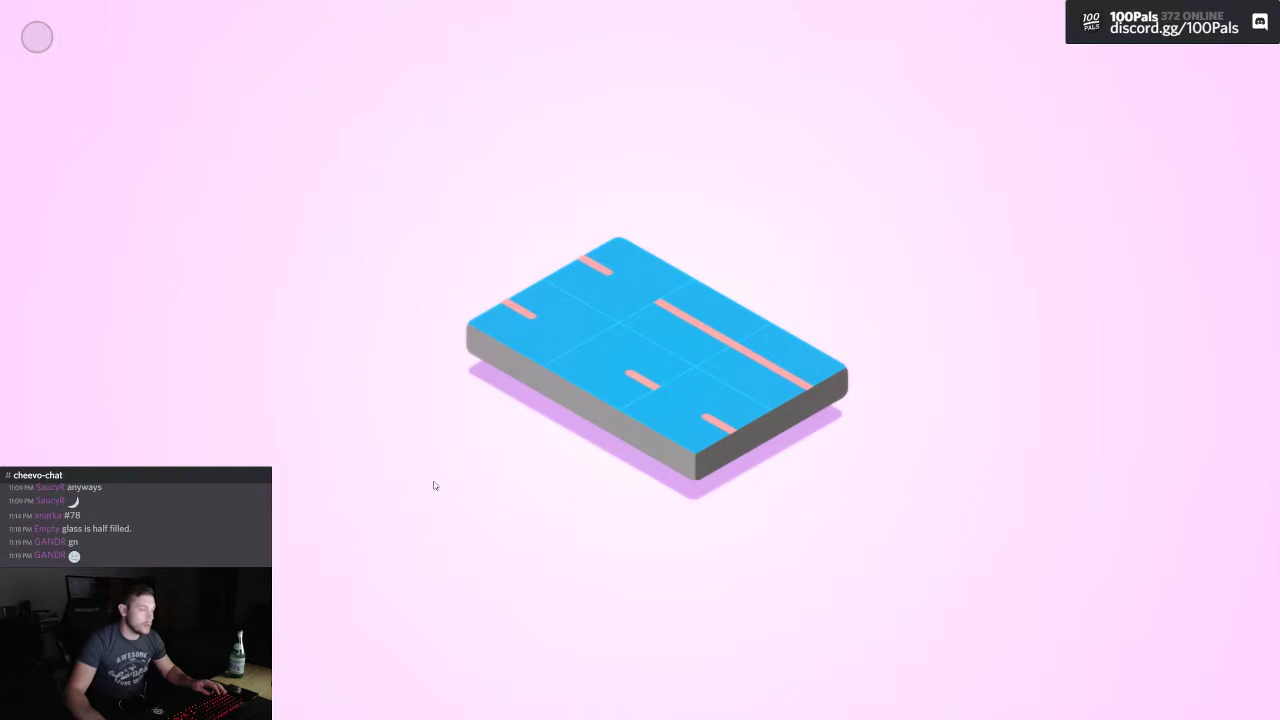 100
PALS
100Pals 372 ONLINE
discord.gg/100Pals
# cheevo-chat
11:09 PM SaucyR anyways
11:09 PM SaucyR
11:14 PM anarka #78
11:18 PM Empty glass is half filled.
11:19 PM GANDR gn
11:19 PM GANDR
AWESOME